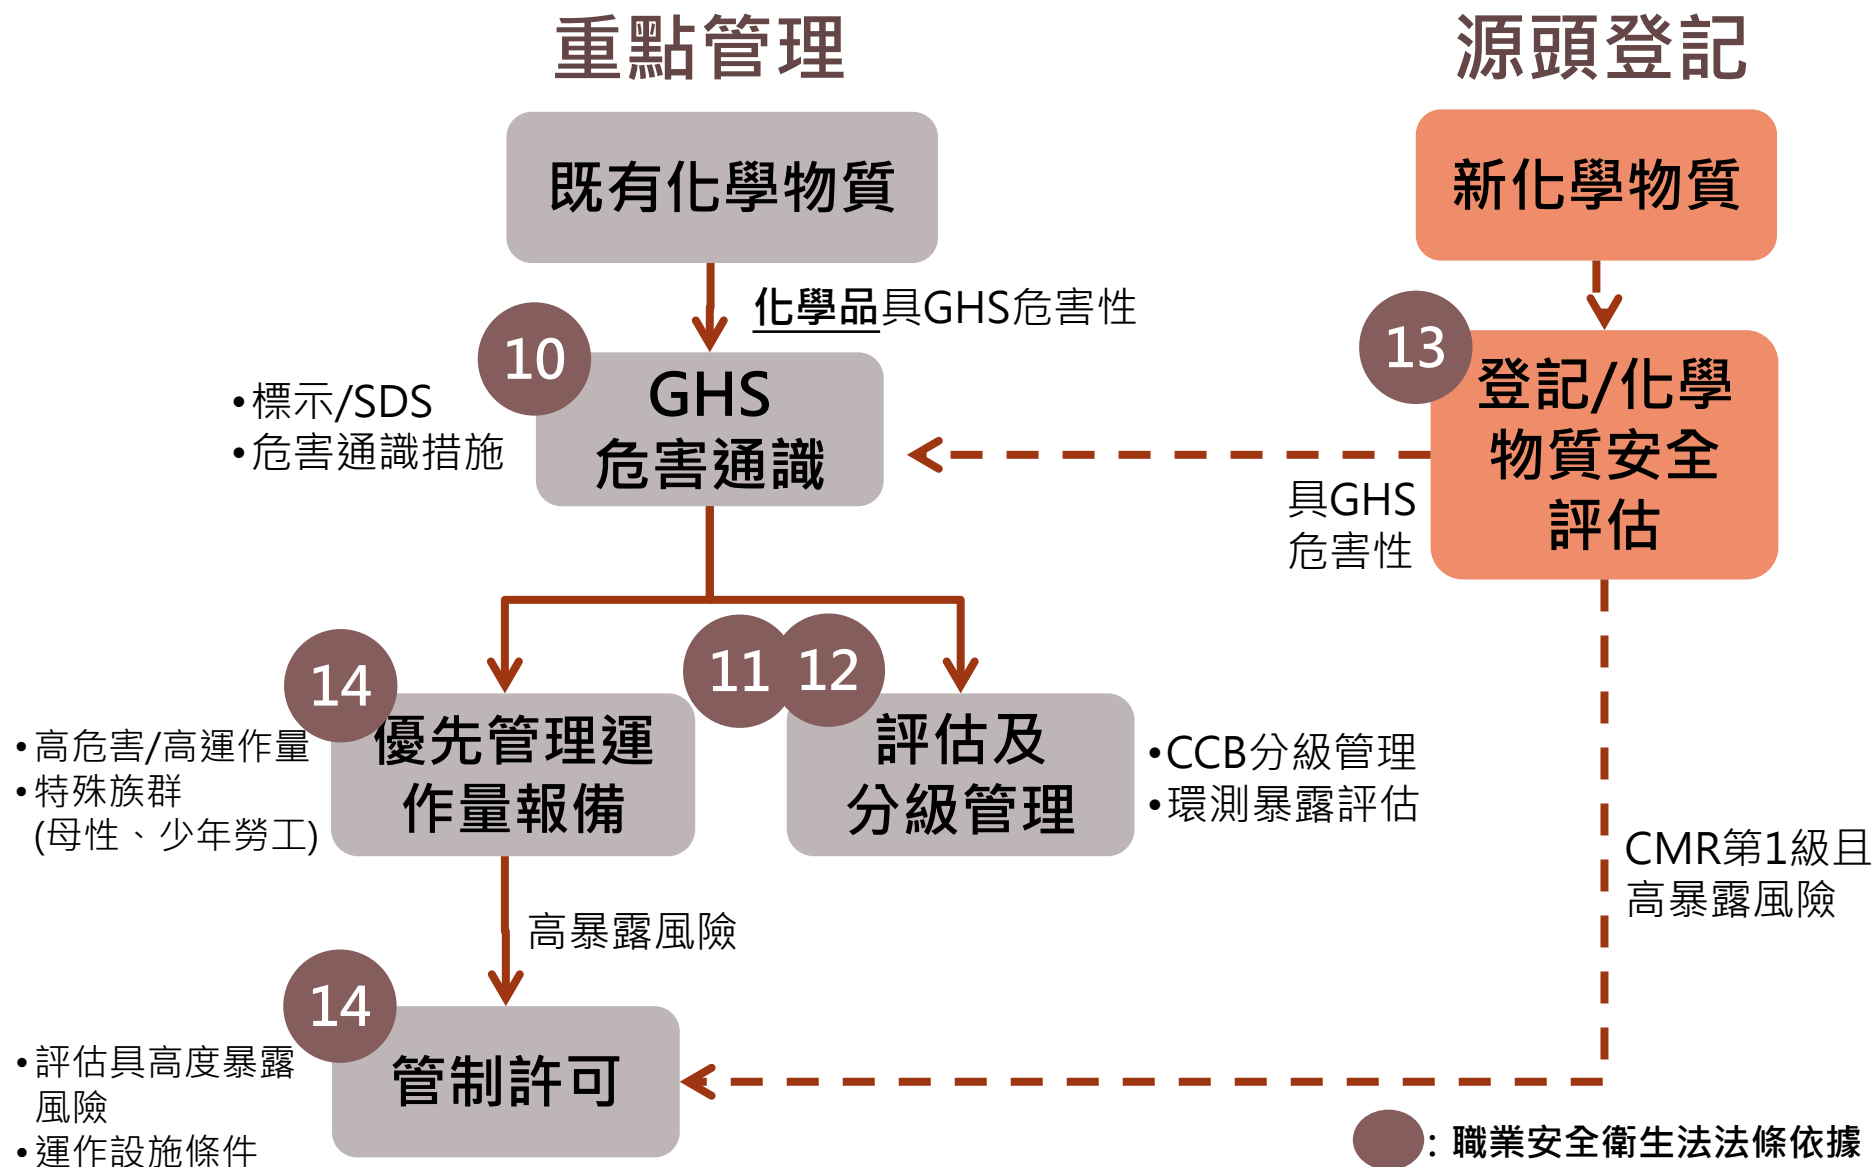 重點管理
源頭登記
既有化學物質
新化學物質
化學品具GHS危害性
10
13
GHS
危害通識
•標示/SDS
•危害通識措施
登記/化學
物質安全
評估
具GHS
危害性
14
11
12
優先管理運
作量報備
評估及
分級管理
•高危害/高運作量
•特殊族群
(母性、少年勞工)
•CCB分級管理
•環測暴露評估
CMR第1級且
高暴露風險
高暴露風險
14
管制許可
•評估具高度暴露
風險
•運作設施條件
: 職業安全衛生法法條依據